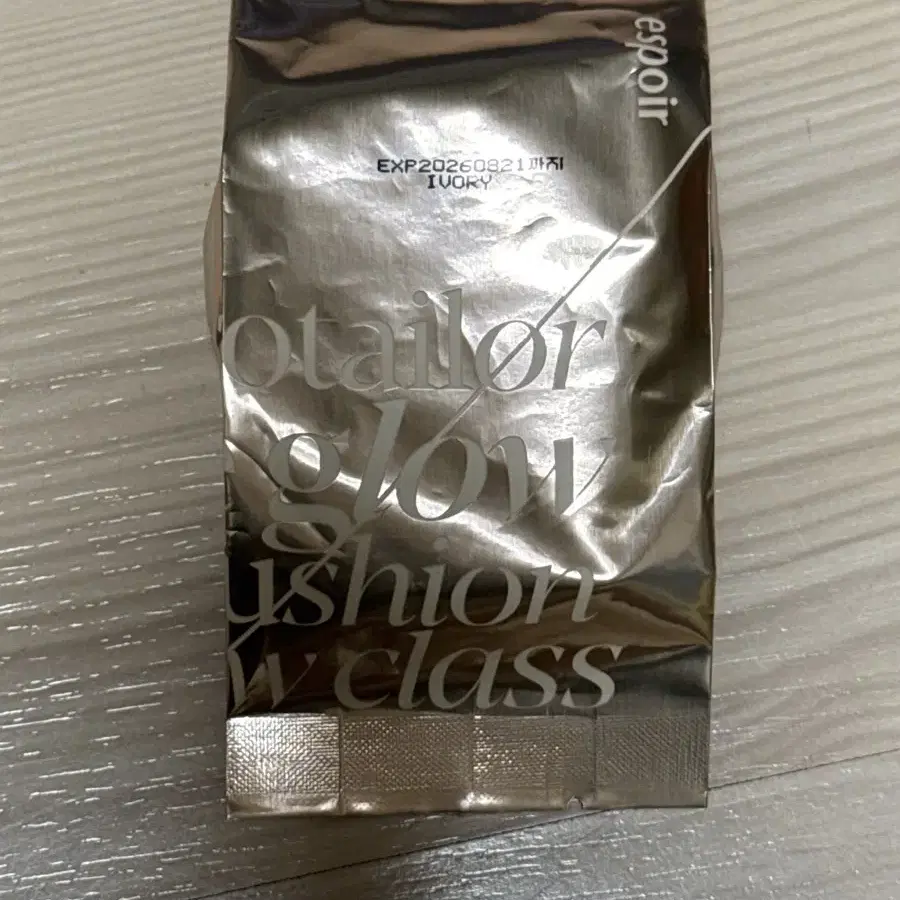 espoir
EXP20260821까지
IVORY
otailor
glow
ushion
w class